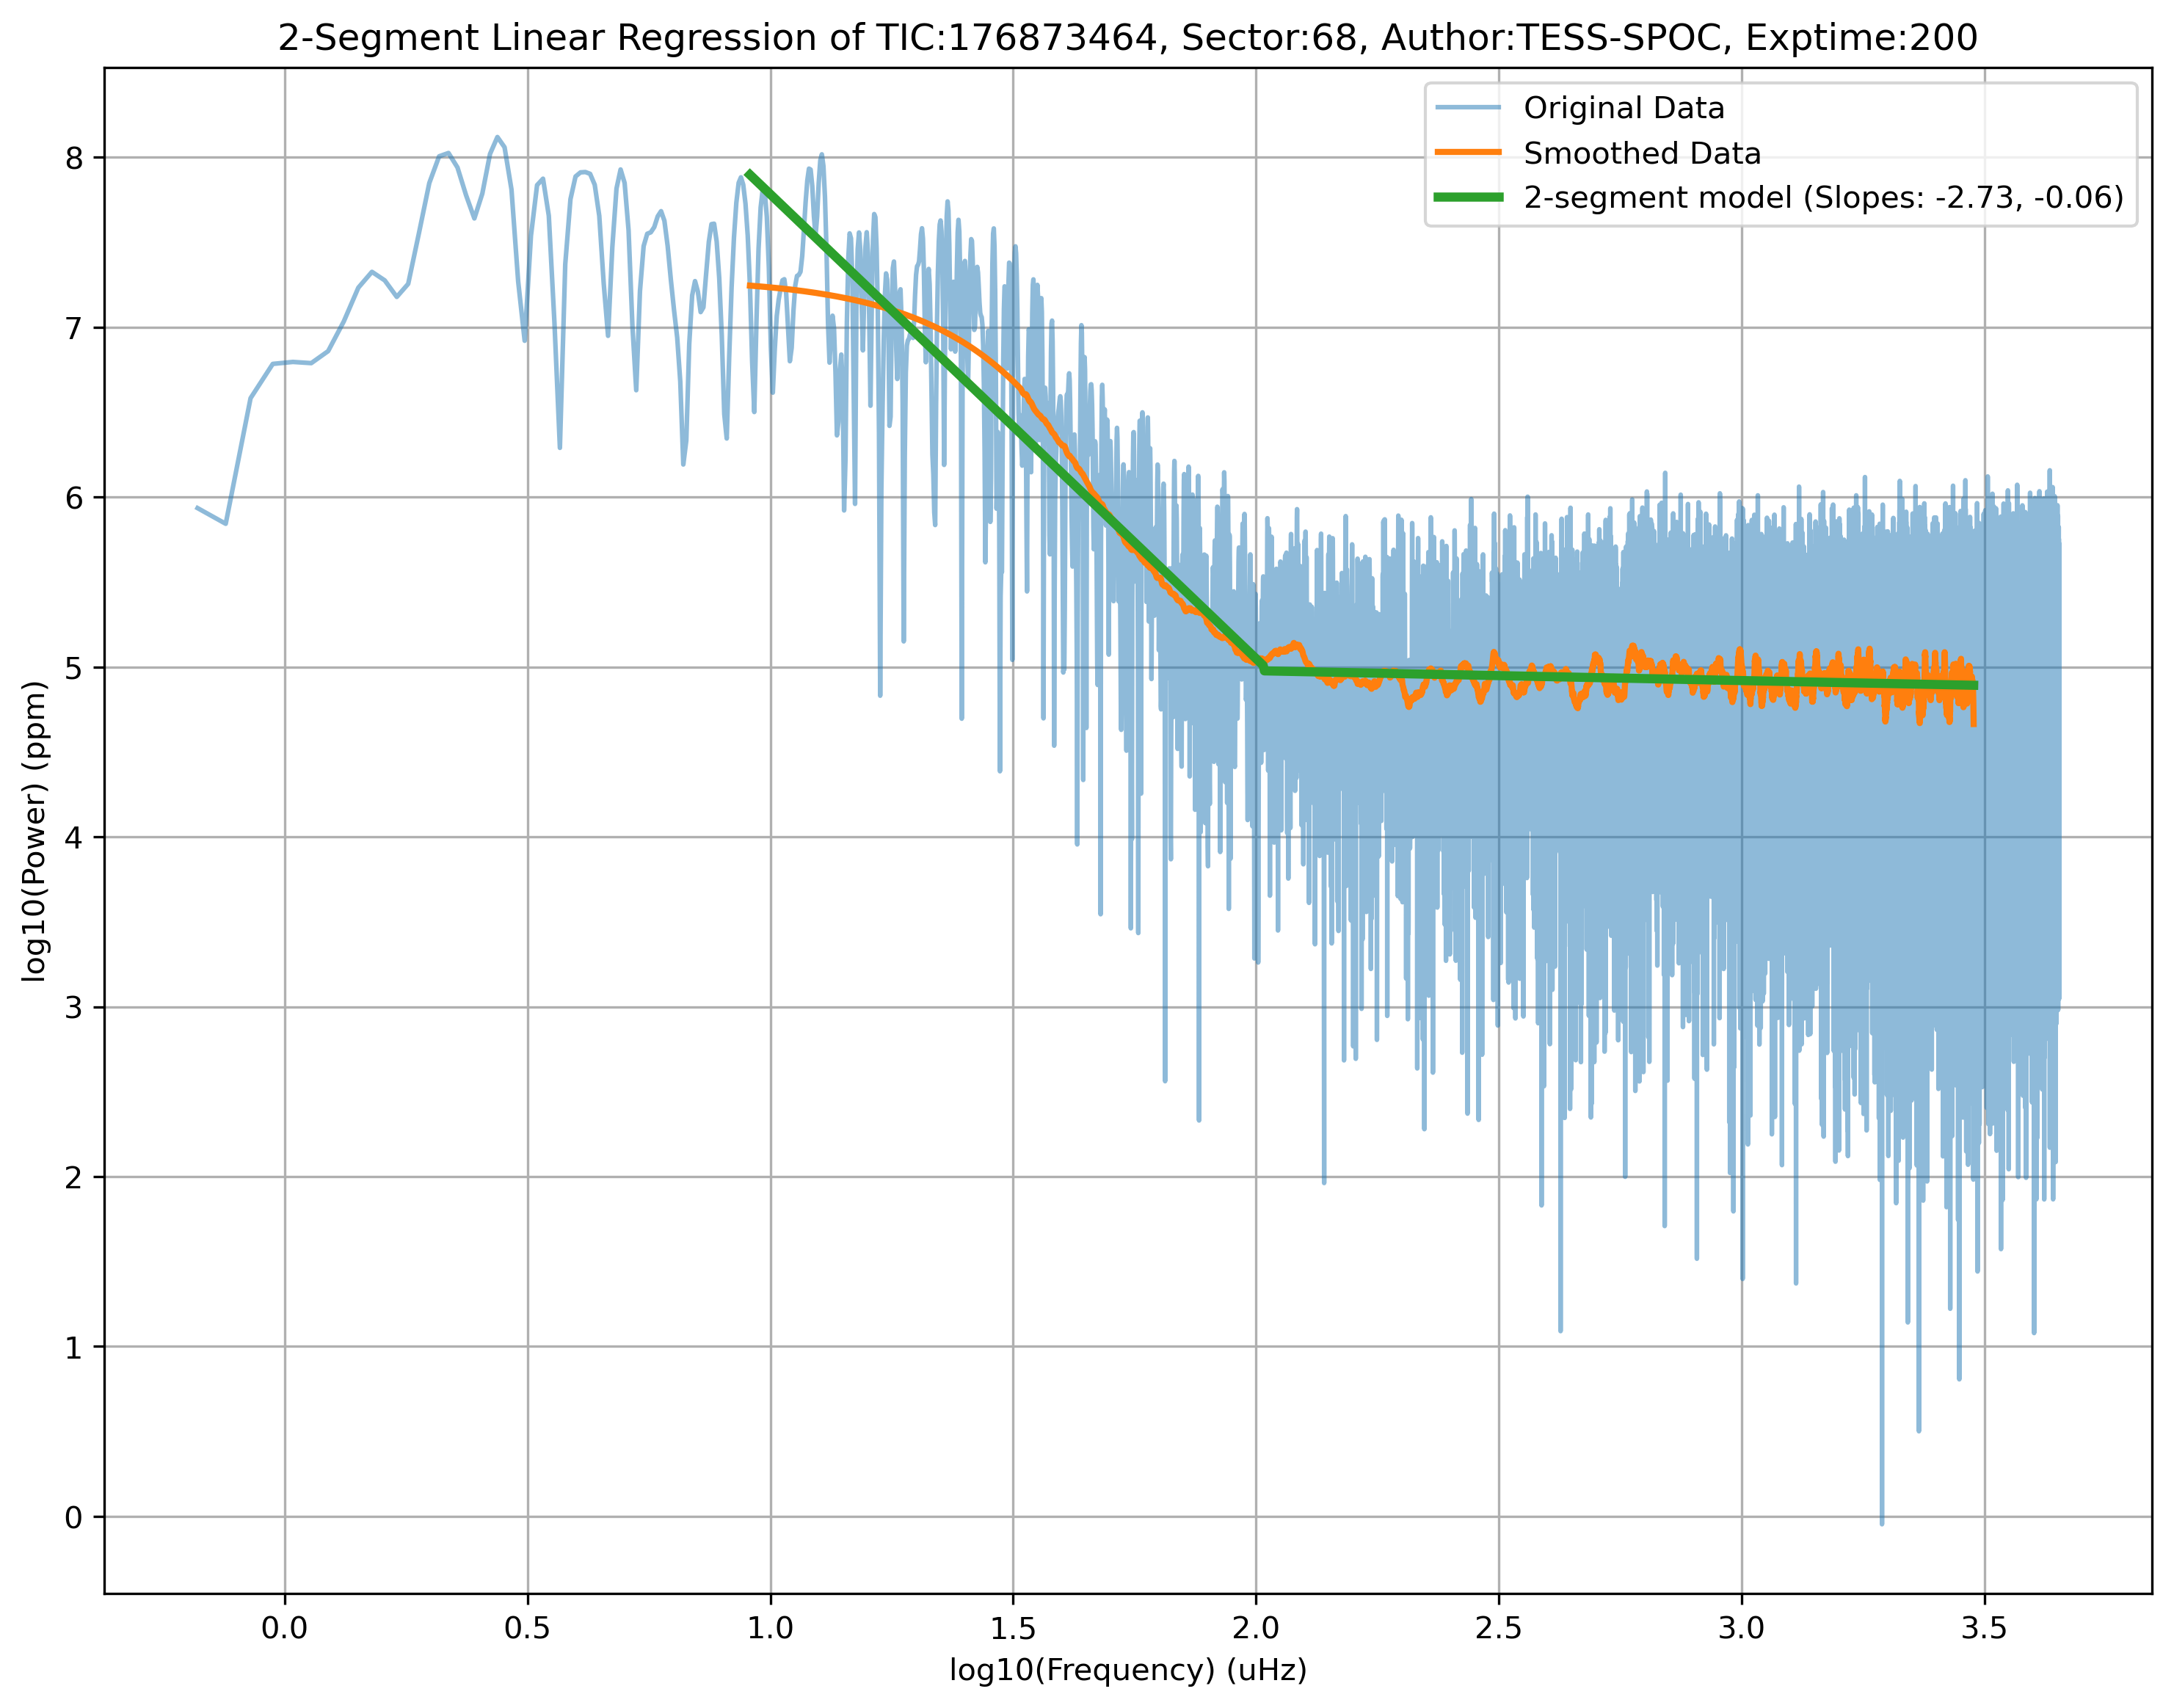 2-Segment Linear Regression of TIC:176873464, Sector:68, Author:TESS-SPOC, Exptime:200
Original Data
Smoothed Data
2-segment model (Slopes: -2.73, -0.06)
log10(Power) (ppm)
8
7
6
5
4
3
2
1
0
0.0 0.5 1.0 1.5 2.0 2.5 3.0 3.5
log10(Frequency) (uHz)